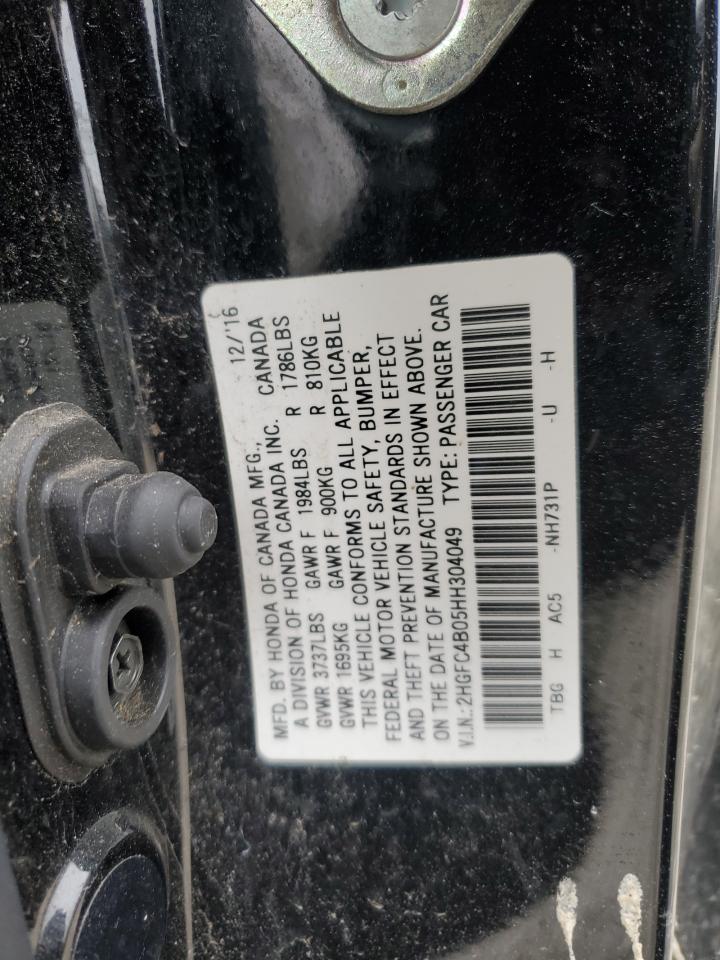 MFD. BY HONDA OF CANADA MFG., 12/'16
A DIVISION OF HONDA CANADA INC. CANADA
GVWR 3737LBS GAWR F 1984LBS R 1786LBS
GVWR 1695KG GAWR F 900KG R 810KG
THIS VEHICLE CONFORMS TO ALL APPLICABLE
FEDERAL MOTOR VEHICLE SAFETY, BUMPER,
AND THEFT PREVENTION STANDARDS IN EFFECT
ON THE DATE OF MANUFACTURE SHOWN ABOVE.
V.I.N.:2HGFC4B05HH304049 TYPE: PASSENGER CAR
TBG H AC5 -NH731P -U -H